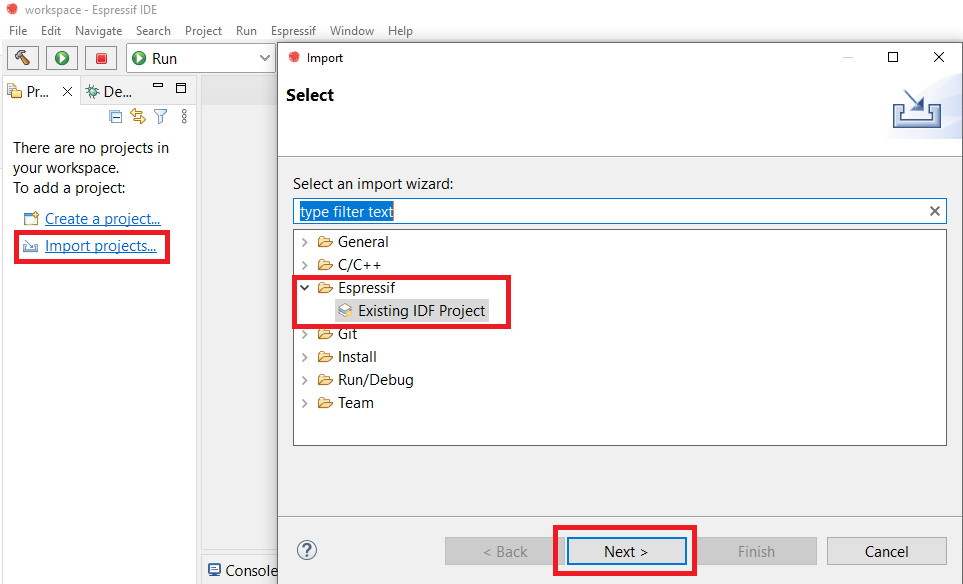 workspace - Espressif IDE
File Edit Navigate Search Project Run Espressif Window Help
Run
Import
Pr... De...
Select
There are no projects in
your workspace.
To add a project:
Create a project...
Import projects...
Select an import wizard:
type filter text
General
C/C++
Espressif
Existing IDF Project
Git
Install
Run/Debug
Team
< Back Next > Finish Cancel
Console